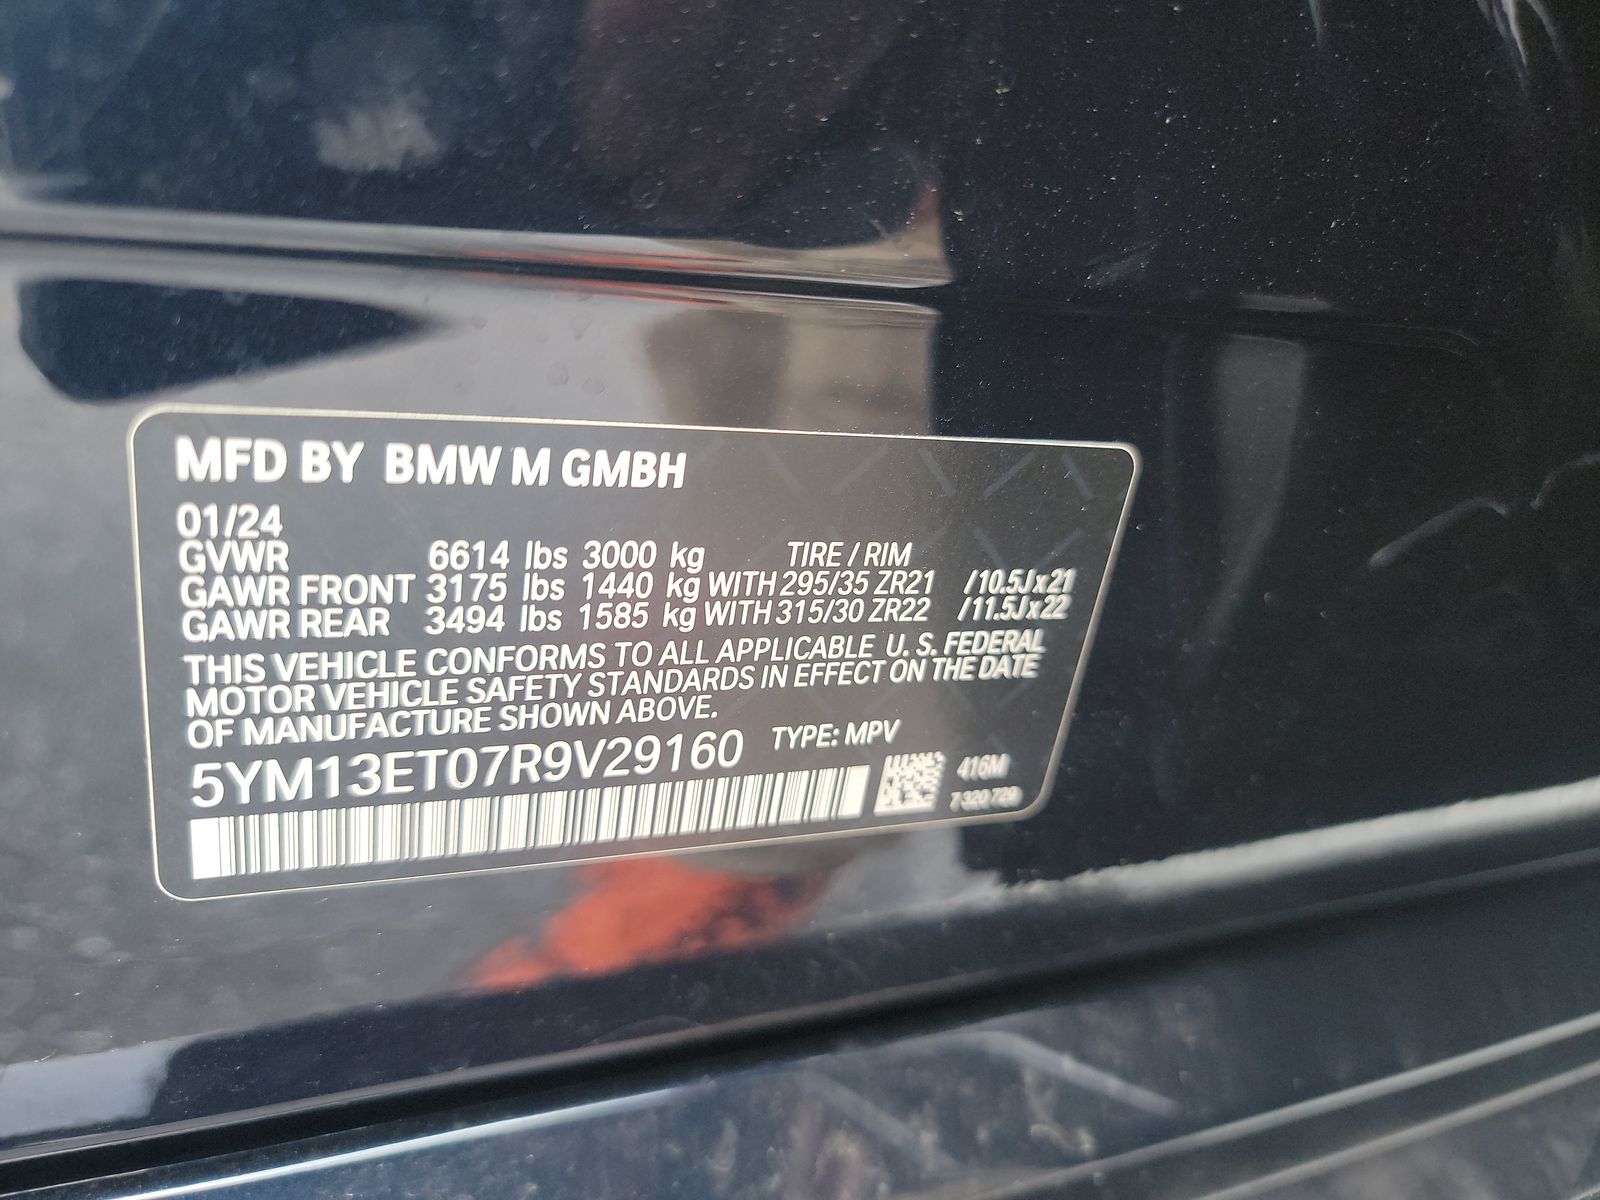 MFD BY BMW M GMBH
01/24
GVWR 6614 lbs 3000 kg TIRE / RIM
GAWR FRONT 3175 lbs 1440 kg WITH 295/35 ZR21 /10.5Jx21
GAWR REAR 3494 lbs 1585 kg WITH 315/30 ZR22 /11.5Jx22
THIS VEHICLE CONFORMS TO ALL APPLICABLE U. S. FEDERAL
MOTOR VEHICLE SAFETY STANDARDS IN EFFECT ON THE DATE
OF MANUFACTURE SHOWN ABOVE.
5YM13ET07R9V29160 TYPE: MPV
416M
7 320 729